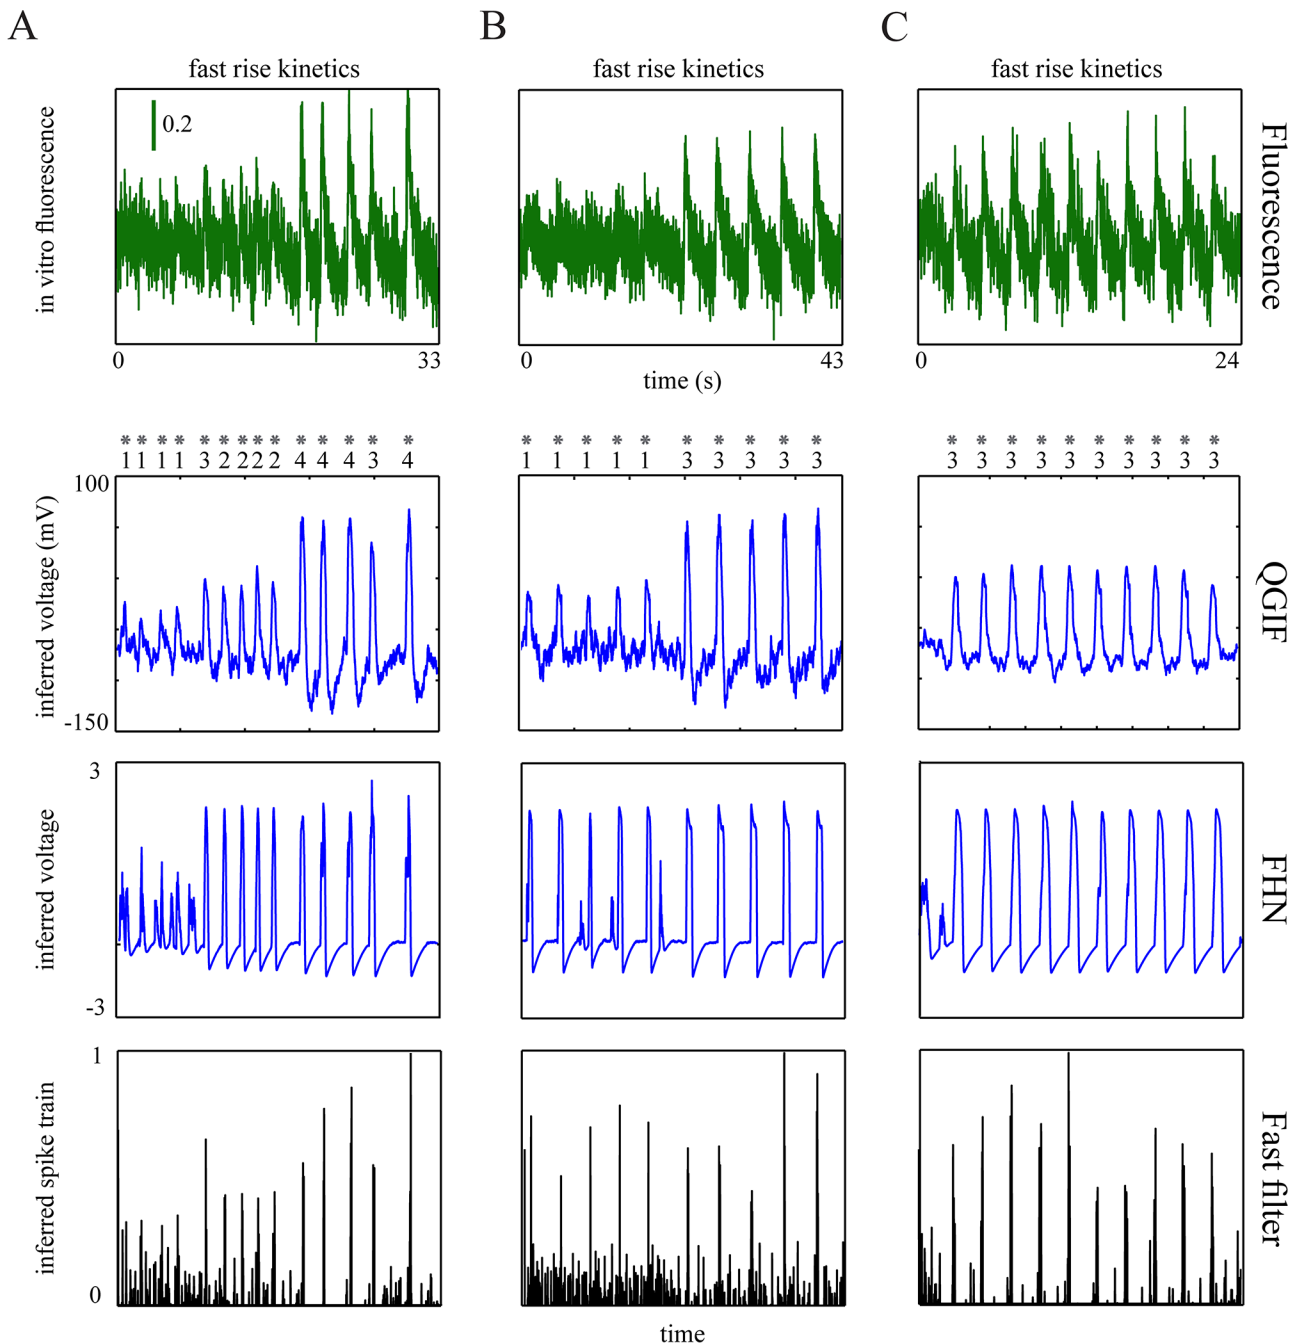 A
B
C
fast rise kinetics
fast rise kinetics
fast rise kinetics
in vitro fluorescence
0.2
Fluorescence
0
33
0
43
0
24
time (s)
* * * * * * * * * * * * * *
1 1 1 1 3 2 2 2 2 4 4 4 3 4
* * * * * * * * * *
1 1 1 1 1 3 3 3 3 3
* * * * * * * * * *
3 3 3 3 3 3 3 3 3 3
inferred voltage (mV)
100
-150
QGIF
inferred voltage
3
-3
FHN
inferred spike train
1
0
Fast filter
time